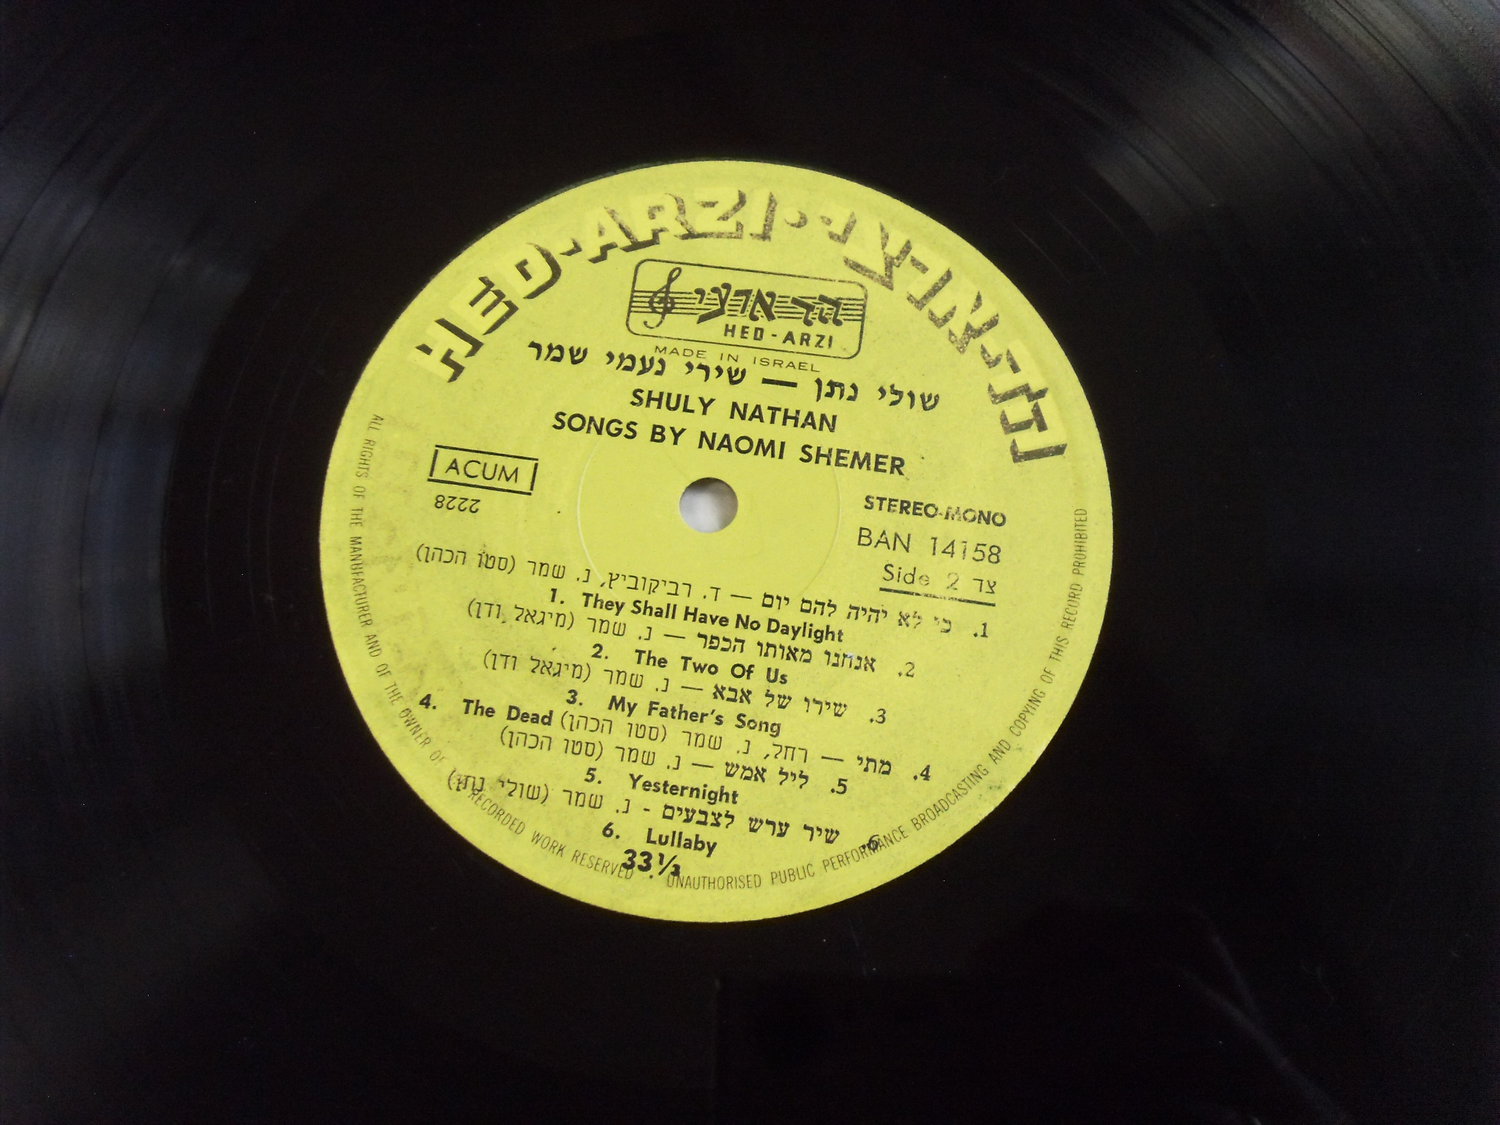 HED-ARZI • הד-ארצי
הד ארצי
HED-ARZI
MADE IN ISRAEL
שולי נתן — שירי נעמי שמר
SHULY NATHAN
SONGS BY NAOMI SHEMER
ACUM
8222
STEREO-MONO
BAN 14158
Side 2 צד
1. כי לא יהיה להם יום — ד. רביקוביץ, נ. שמר (סטו הכהן)
1. They Shall Have No Daylight
2. אנחנו מאותו הכפר — נ. שמר (מיגאל ודן)
2. The Two Of Us
3. שירו של אבא — נ. שמר (מיגאל ודן)
3. My Father's Song
4. מתי — רחל, נ. שמר (סטו הכהן) 4. The Dead
5. ליל אמש — נ. שמר (סטו הכהן)
5. Yesternight
6. שיר ערש לצבעים - נ. שמר (שולי נתן)
6. Lullaby
33⅓
ALL RIGHTS OF THE MANUFACTURER AND OF THE OWNER OF RECORDED WORK RESERVED. UNAUTHORISED PUBLIC PERFORMANCE BROADCASTING AND COPYING OF THIS RECORD PROHIBITED